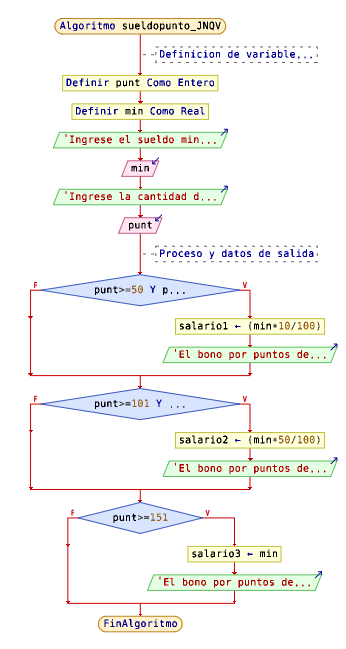 Algoritmo sueldopunto_JNQV
Definicion de variable...
Definir punt Como Entero
Definir min Como Real
'Ingrese el sueldo min...
min
'Ingrese la cantidad d...
punt
Proceso y datos de salida
F
punt>=50 Y p...
V
salario1 ← (min*10/100)
'El bono por puntos de...
F
punt>=101 Y ...
V
salario2 ← (min*50/100)
'El bono por puntos de...
F
punt>=151
V
salario3 ← min
'El bono por puntos de...
FinAlgoritmo